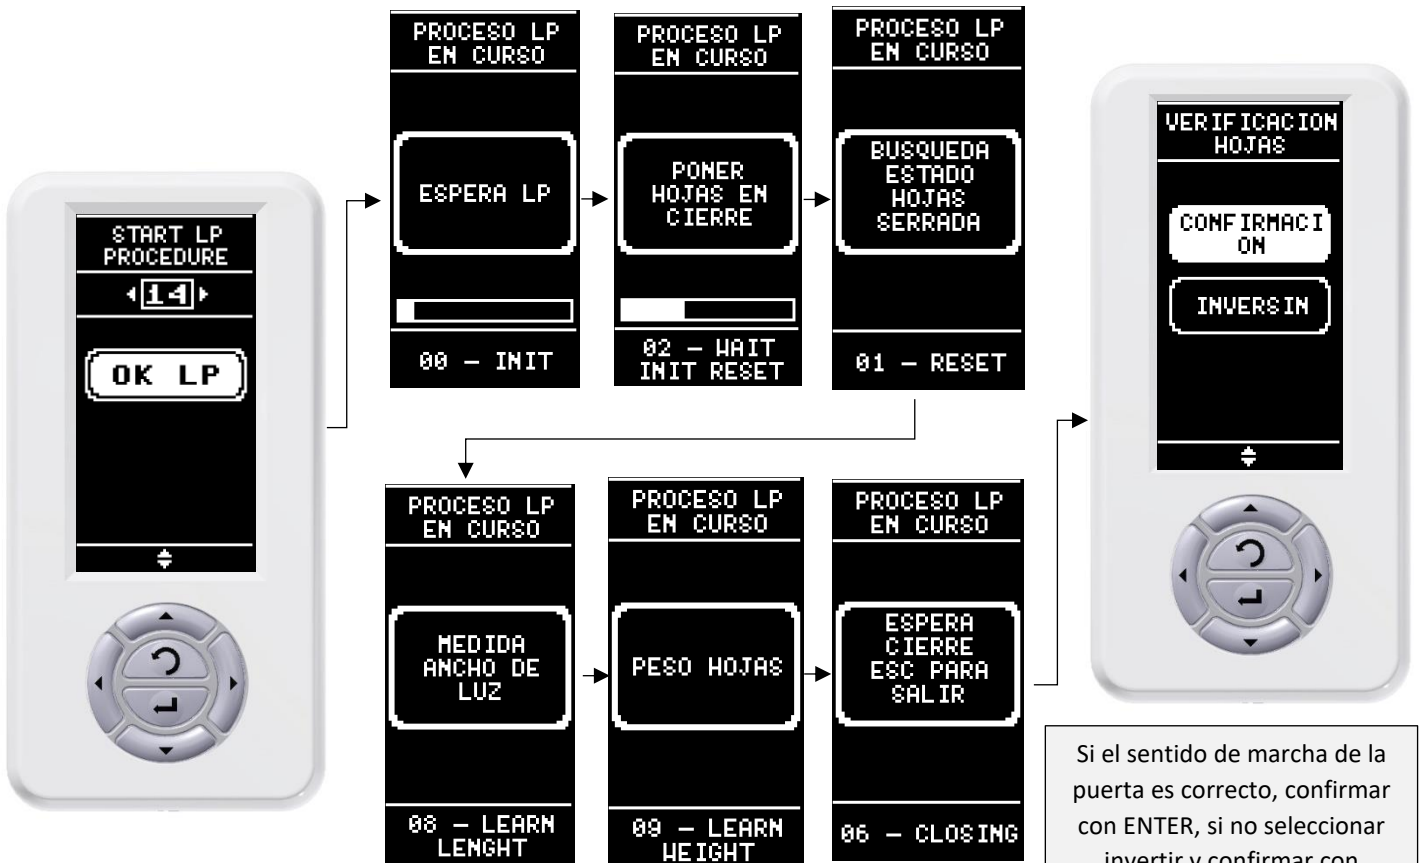 START LP
PROCEDURE
14
OK LP
PROCESO LP
EN CURSO
ESPERA LP
00 – INIT
PROCESO LP
EN CURSO
PONER
HOJAS EN
CIERRE
02 – WAIT
INIT RESET
PROCESO LP
EN CURSO
BUSQUEDA
ESTADO
HOJAS
SERRADA
01 – RESET
PROCESO LP
EN CURSO
MEDIDA
ANCHO DE
LUZ
08 – LEARN
LENGHT
PROCESO LP
EN CURSO
PESO HOJAS
09 – LEARN
WEIGHT
PROCESO LP
EN CURSO
ESPERA
CIERRE
ESC PARA
SALIR
06 – CLOSING
VERIFICACION
HOJAS
CONFIRMACI
ON
INVERSIN
Si el sentido de marcha de la
puerta es correcto, confirmar
con ENTER, si no seleccionar
invertir y confirmar con